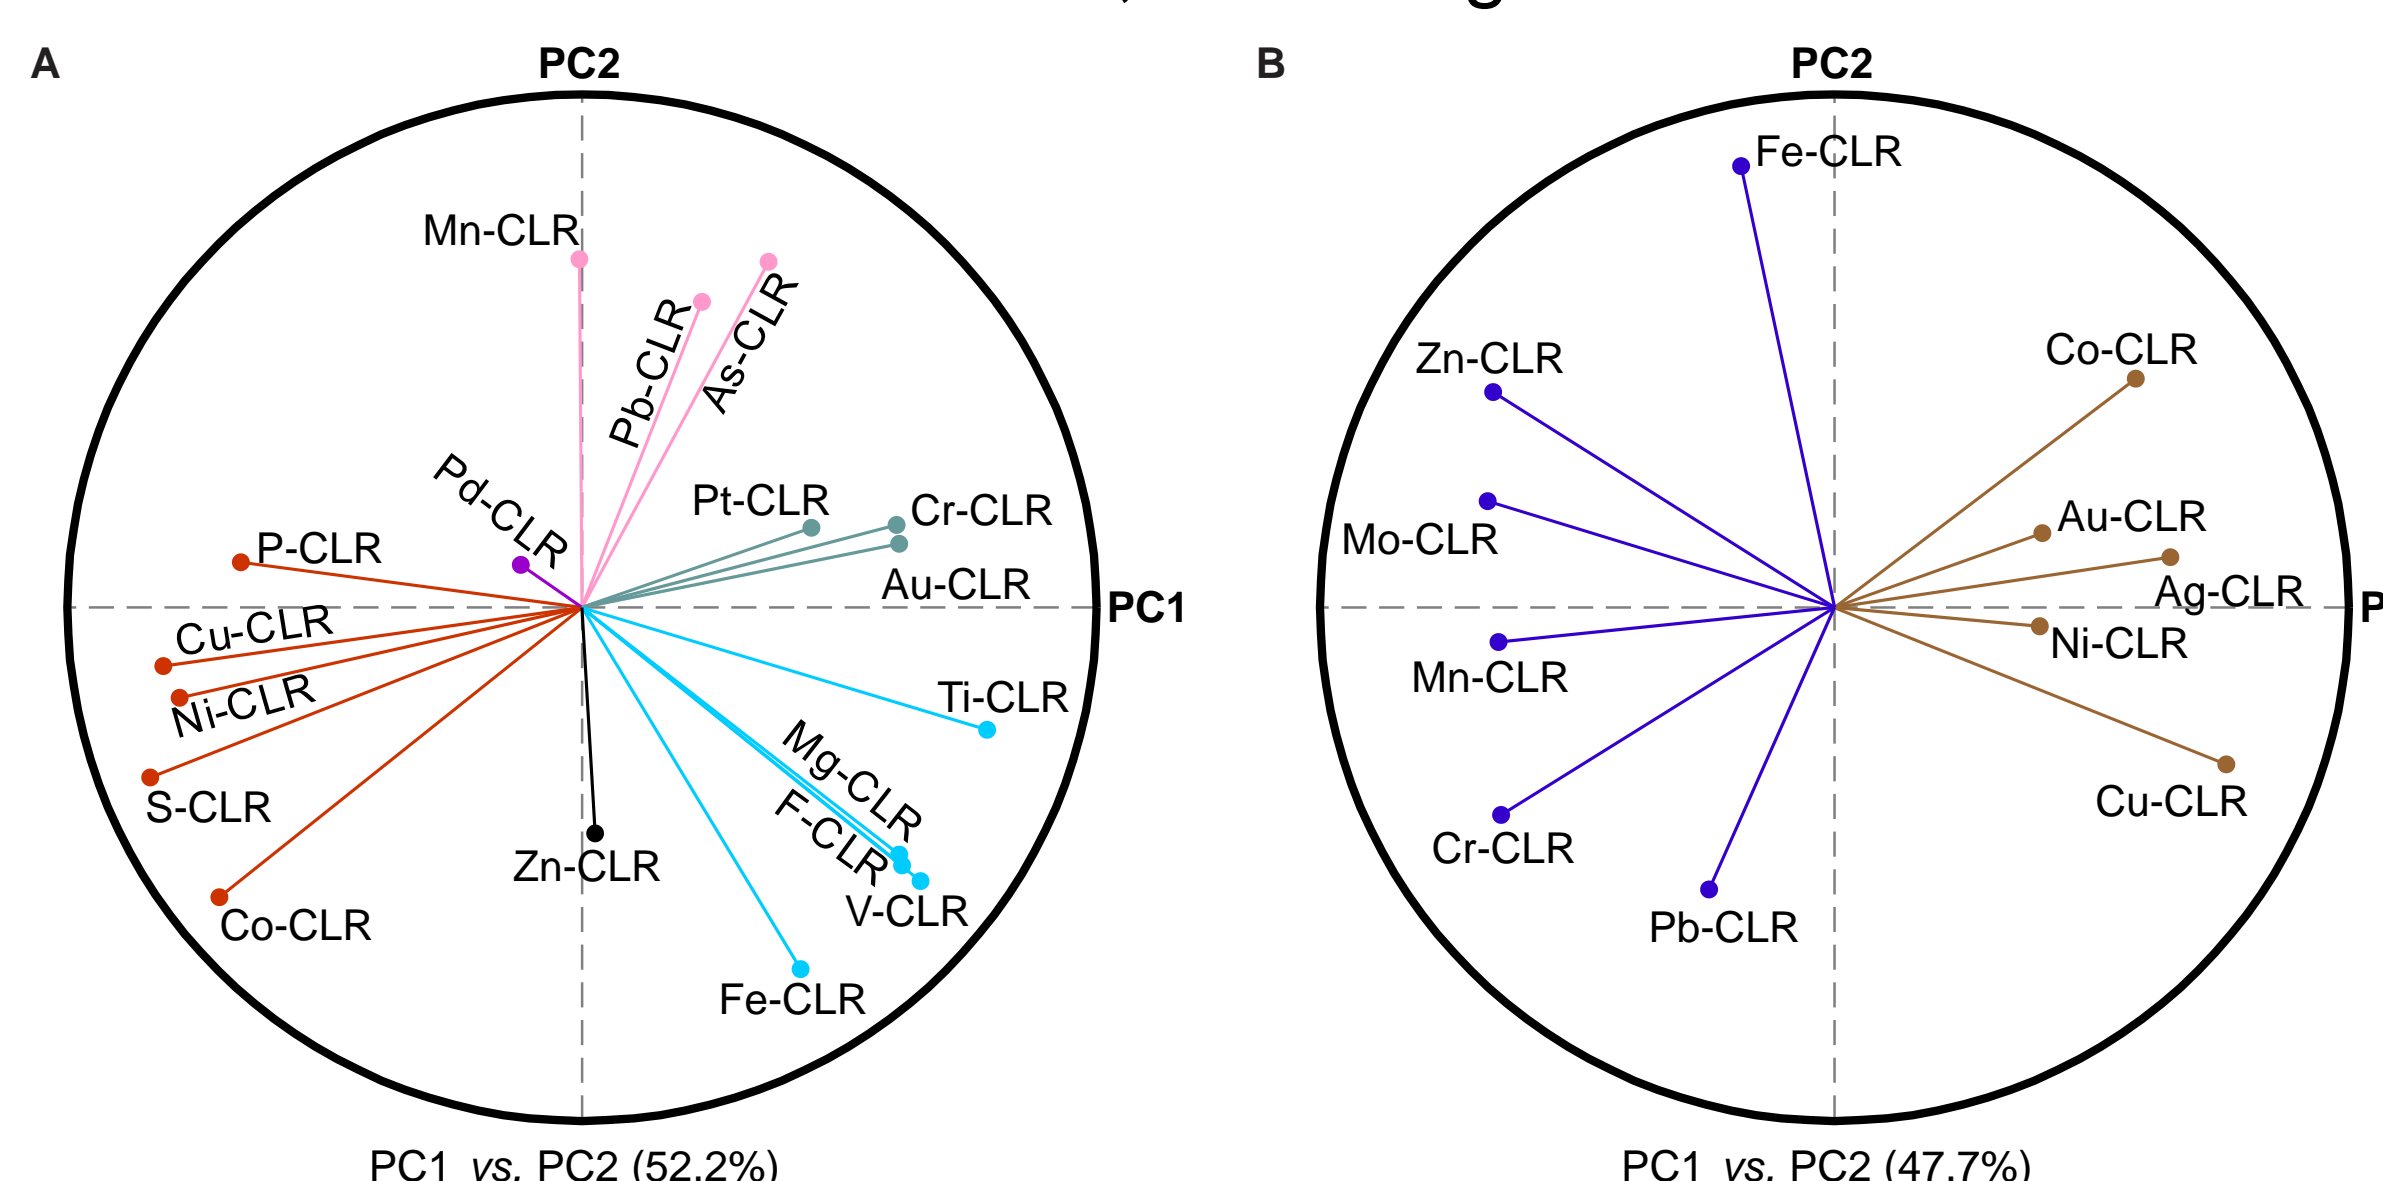 A
PC2
Mn-CLR
Pb-CLR
As-CLR
Pd-CLR
Pt-CLR
Cr-CLR
P-CLR
Au-CLR
PC1
Cu-CLR
Ni-CLR
Ti-CLR
Mg-CLR
F-CLR
S-CLR
Zn-CLR
V-CLR
Co-CLR
Fe-CLR
PC1 vs. PC2 (52.2%)
B
PC2
Fe-CLR
Zn-CLR
Co-CLR
Mo-CLR
Au-CLR
Ag-CLR
P
Ni-CLR
Mn-CLR
Cu-CLR
Cr-CLR
Pb-CLR
PC1 vs. PC2 (47.7%)